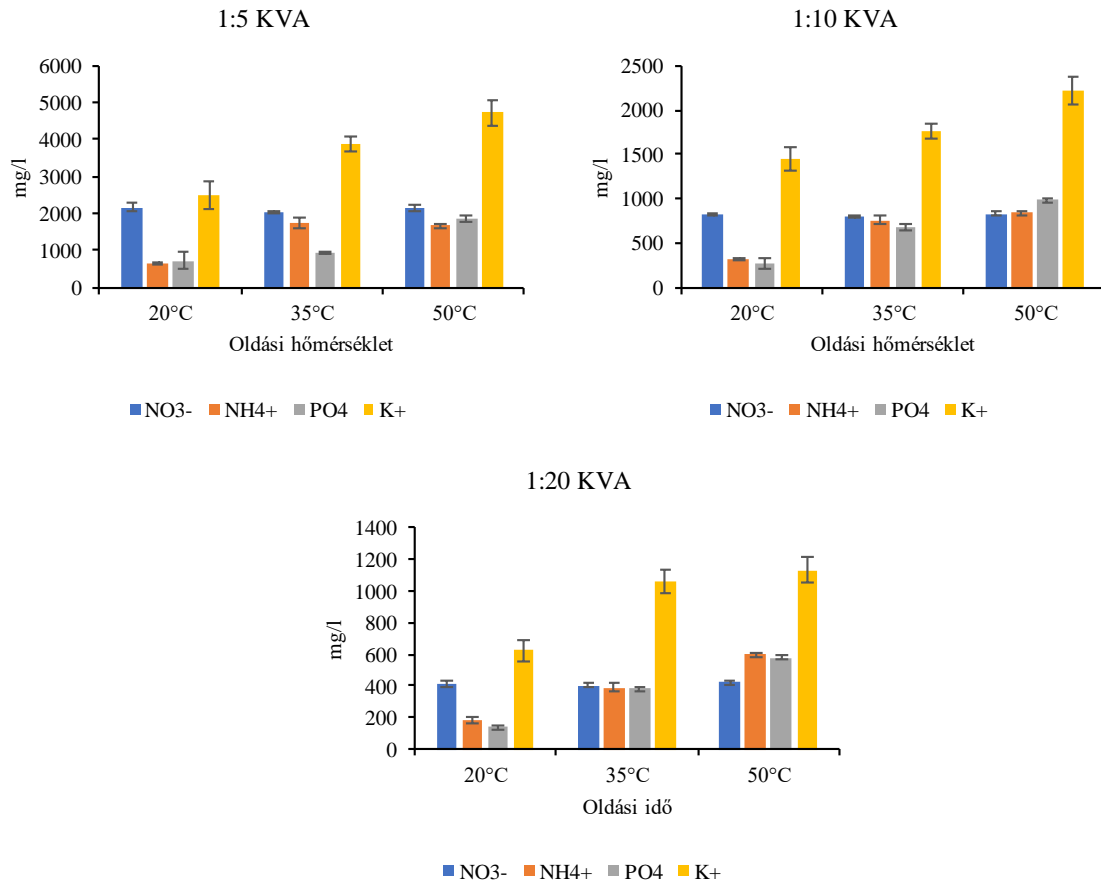 1:5 KVA
6000
5000
4000
3000
2000
1000
0
mg/l
20°C 35°C 50°C
Oldási hőmérséklet
NO3- NH4+ PO4 K+
1:10 KVA
2500
2000
1500
1000
500
0
mg/l
20°C 35°C 50°C
Oldási hőmérséklet
NO3- NH4+ PO4 K+
1:20 KVA
1400
1200
1000
800
600
400
200
0
mg/l
20°C 35°C 50°C
Oldási idő
NO3- NH4+ PO4 K+